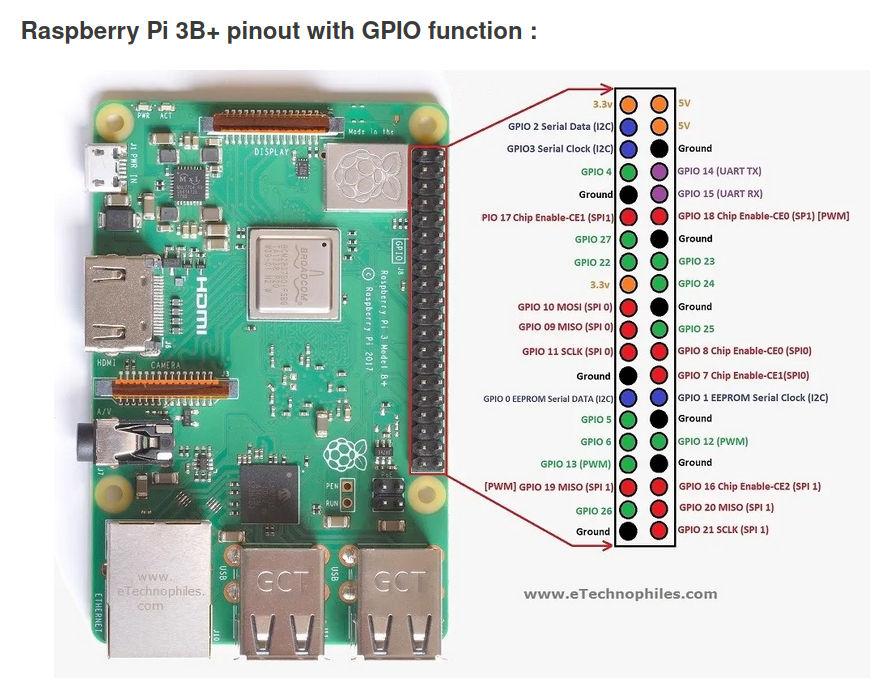 Raspberry Pi 3B+ pinout with GPIO function :
PWR ACT
Made in the
J1 PWR IN
DISPLAY
BROADCOM
GPIO
J8
© Raspberry Pi 2017
Raspberry Pi 3 Model B+
HDMI
HDMI
J6
CAMERA
J3
A/V
J7
PEN
RUN
USB
USB
GCT
GCT
ETHERNET
J10
www.
eTechnophiles.
com
3.3v 5V
GPIO 2 Serial Data (I2C) 5V
GPIO3 Serial Clock (I2C) Ground
GPIO 4 GPIO 14 (UART TX)
Ground GPIO 15 (UART RX)
PIO 17 Chip Enable-CE1 (SPI1) GPIO 18 Chip Enable-CE0 (SP1) [PWM]
GPIO 27 Ground
GPIO 22 GPIO 23
3.3v GPIO 24
GPIO 10 MOSI (SPI 0) Ground
GPIO 09 MISO (SPI 0) GPIO 25
GPIO 11 SCLK (SPI 0) GPIO 8 Chip Enable-CE0 (SPI0)
Ground GPIO 7 Chip Enable-CE1(SPI0)
GPIO 0 EEPROM Serial DATA (I2C) GPIO 1 EEPROM Serial Clock (I2C)
GPIO 5 Ground
GPIO 6 GPIO 12 (PWM)
GPIO 13 (PWM) Ground
[PWM] GPIO 19 MISO (SPI 1) GPIO 16 Chip Enable-CE2 (SPI 1)
GPIO 26 GPIO 20 MISO (SPI 1)
Ground GPIO 21 SCLK (SPI 1)
www.eTechnophiles.com